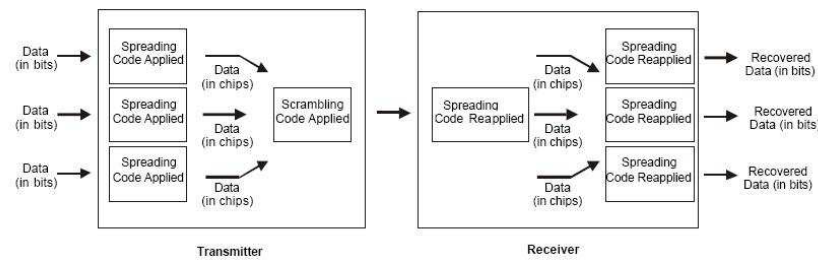 Data
(in bits)
Spreading
Code Applied
Data
(in chips)
Data
(in bits)
Spreading
Code Applied
Data
(in chips)
Data
(in bits)
Spreading
Code Applied
Data
(in chips)
Scrambling
Code Applied
Transmitter
Spreading
Code Reapplied
Data
(in chips)
Spreading
Code Reapplied
Recovered
Data (in bits)
Data
(in chips)
Spreading
Code Reapplied
Recovered
Data (in bits)
Data
(in chips)
Spreading
Code Reapplied
Recovered
Data (in bits)
Receiver